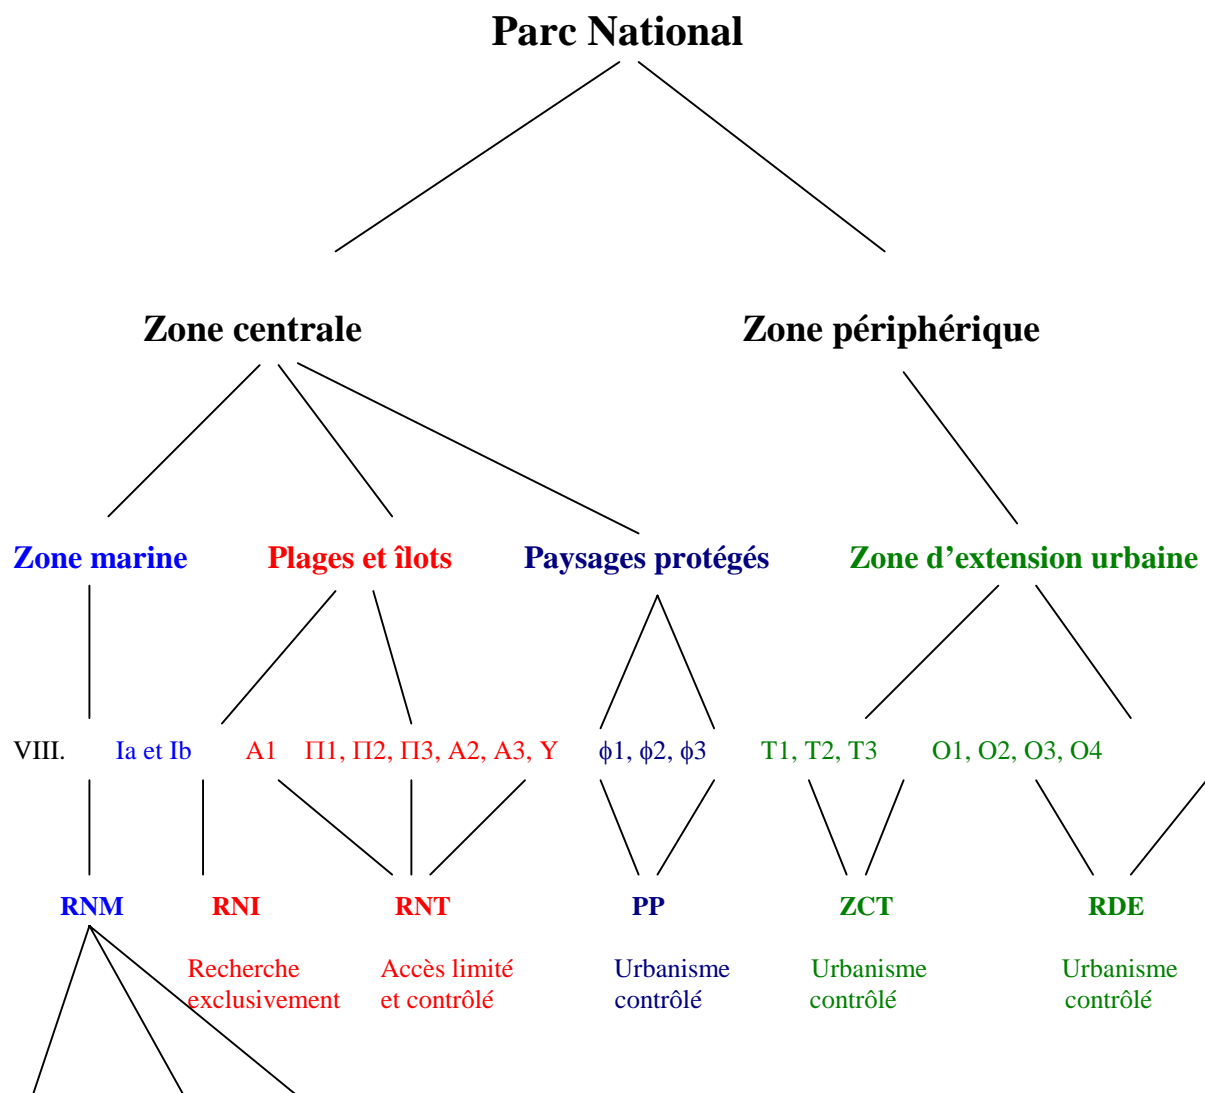 Parc National
Zone centrale Zone périphérique
Zone marine Plages et îlots Paysages protégés Zone d’extension urbaine
VIII. Ia et Ib A1 Π1, Π2, Π3, A2, A3, Y ϕ1, ϕ2, ϕ3 T1, T2, T3 O1, O2, O3, O4
RNM RNI RNT PP ZCT RDE
Recherche Accès limité Urbanisme Urbanisme Urbanisme
exclusivement et contrôlé contrôlé contrôlé contrôlé